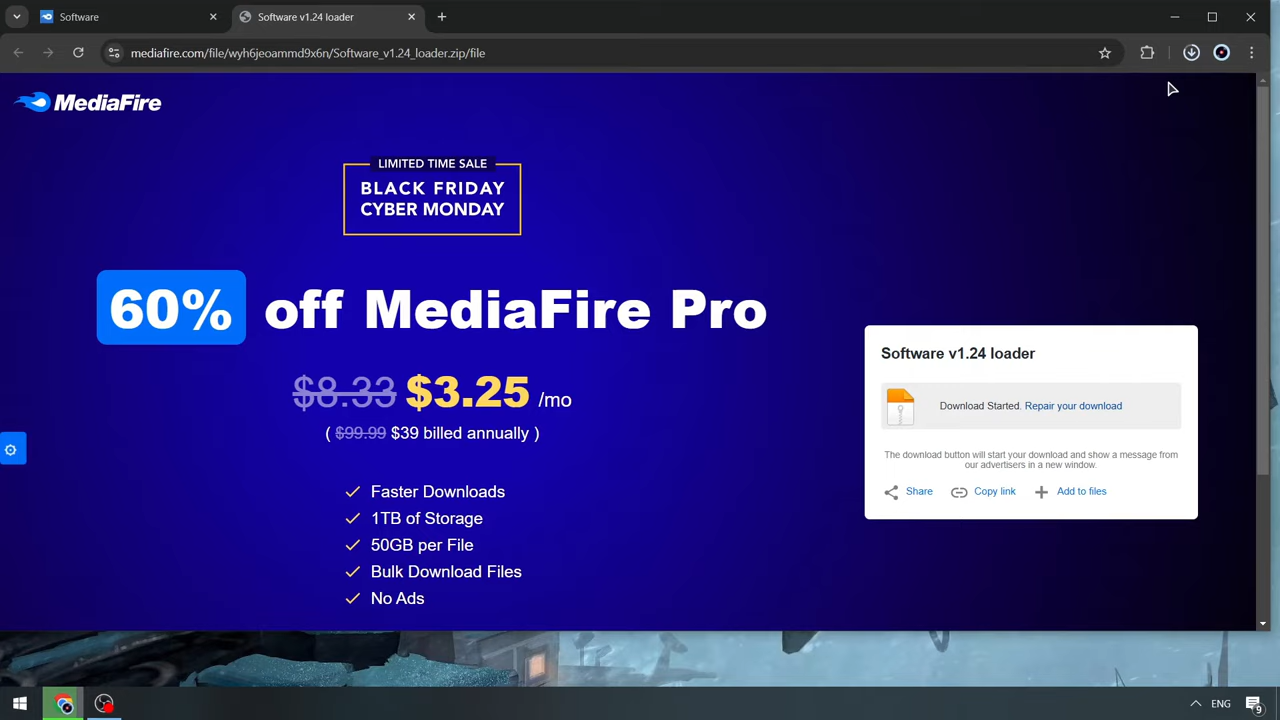 Software
Software v1.24 loader
mediafire.com/file/wyh6jeoammd9x6n/Software_v1.24_loader.zip/file
MediaFire
LIMITED TIME SALE
BLACK FRIDAY
CYBER MONDAY
60% off MediaFire Pro
$8.33 $3.25 /mo
( $99.99 $39 billed annually )
Faster Downloads
1TB of Storage
50GB per File
Bulk Download Files
No Ads
Software v1.24 loader
Download Started. Repair your download
The download button will start your download and show a message from
our advertisers in a new window.
Share Copy link Add to files
ENG
9